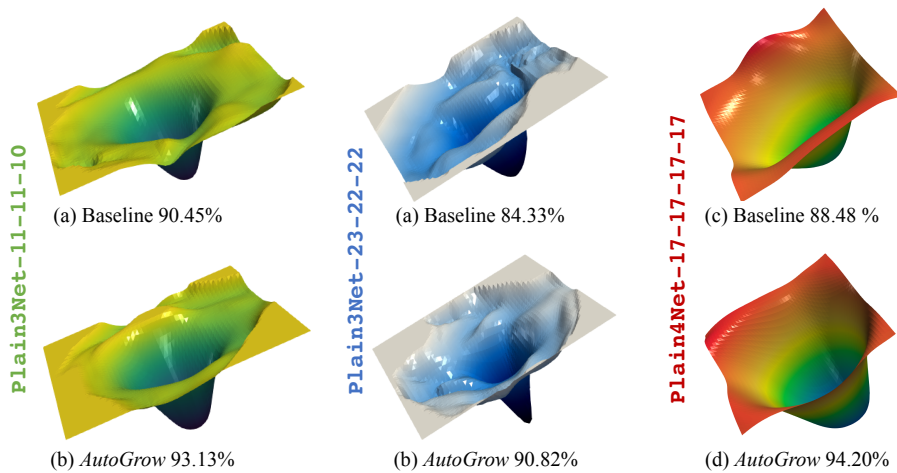 Plain3Net-11-11-10
(a) Baseline 90.45%
(b) AutoGrow 93.13%
Plain3Net-23-22-22
(a) Baseline 84.33%
(b) AutoGrow 90.82%
Plain4Net-17-17-17-17
(c) Baseline 88.48 %
(d) AutoGrow 94.20%